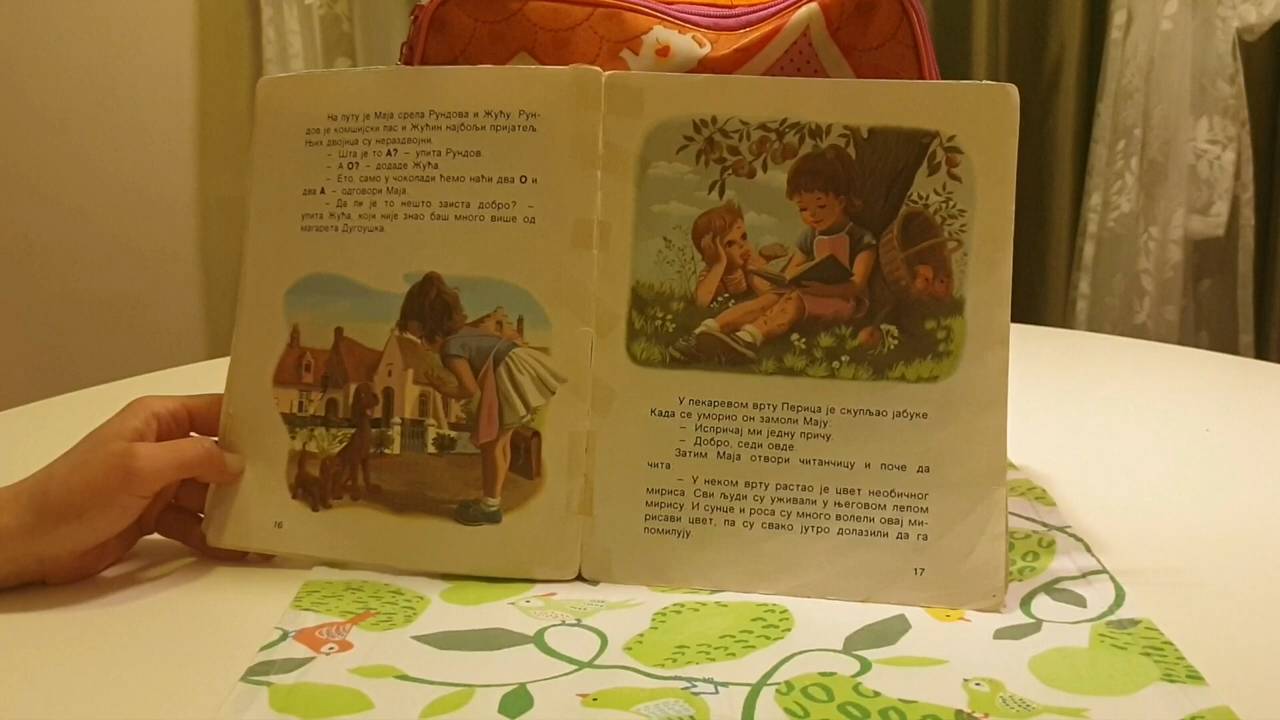 На путу је Маја срела Рундова и Жућу. Рун-
дов је комшијски пас и Жућин најбољи пријатељ.
Њих двојица су нераздвојни.
– Шта је то А? – упита Рундов.
– А О? – додаде Жућа.
– Ето, само у чоколади ћемо наћи два О и
два А – одговори Маја.
– Да ли је то нешто заиста добро? –
упита Жућа, који није знао баш много више од
магарета Дугоушка.
16
У пекаревом врту Перица је скупљао јабуке.
Када се уморио он замоли Мају:
– Испричај ми једну причу.
– Добро, седи овде.
Затим Маја отвори читанчицу и поче да
чита.
– У неком врту растао је цвет необичног
мириса. Сви људи су уживали у његовом лепом
мирису. И сунце и роса су много волели овај ми-
рисави цвет, па су свако јутро долазили да га
помилују.
17